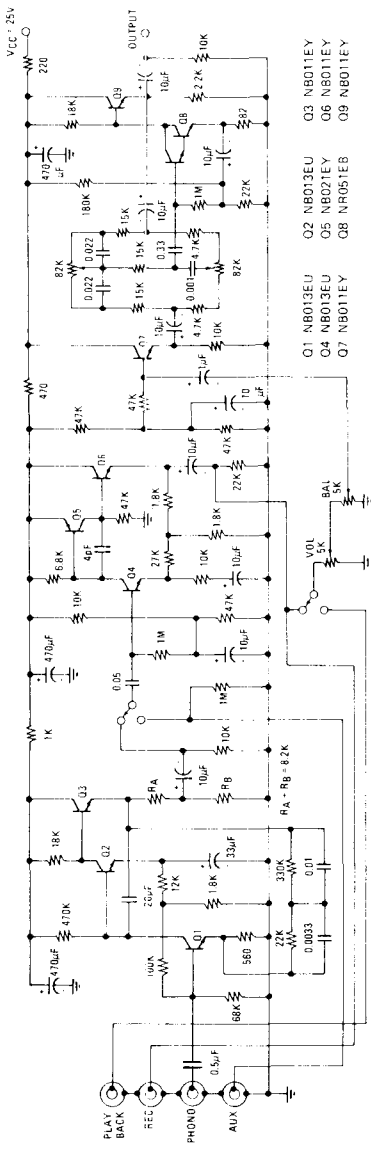 VCC = 25V
220
OUTPUT
470µF
1K
470µF
470
470 µF
18K
Q9
10µF
10K
2.2K
Q8
10µF
82
1M
22K
180K
10µF
82K
0.022
0.022
15K
15K
15K
0.33
4.7K
0.001
82K
10µF
4.7K
10K
Q7
47K
47K
1µF
10 µF
47K
Q6
10µF
22K
1.8K
1.8K
Q5
6.8K
4pF
47K
27K
10K
10µF
Q4
10K
1M
47K
10µF
0.05
1M
10K
10µF
RA
RB
RA + RB = 8.2K
Q3
18K
Q2
470K
12K
33µF
1.8K
100K
Q1
560
68K
0.5µF
22K
330K
0.0033
0.01
VOL
5K
BAL
5K
PLAY
BACK
REC
PHONO
AUX
Q1 NB013EU
Q2 NB013EU
Q3 NB011EY
Q4 NB013EU
Q5 NB021EY
Q6 NB011EY
Q7 NB011EY
Q8 NR051EB
Q9 NB011EY